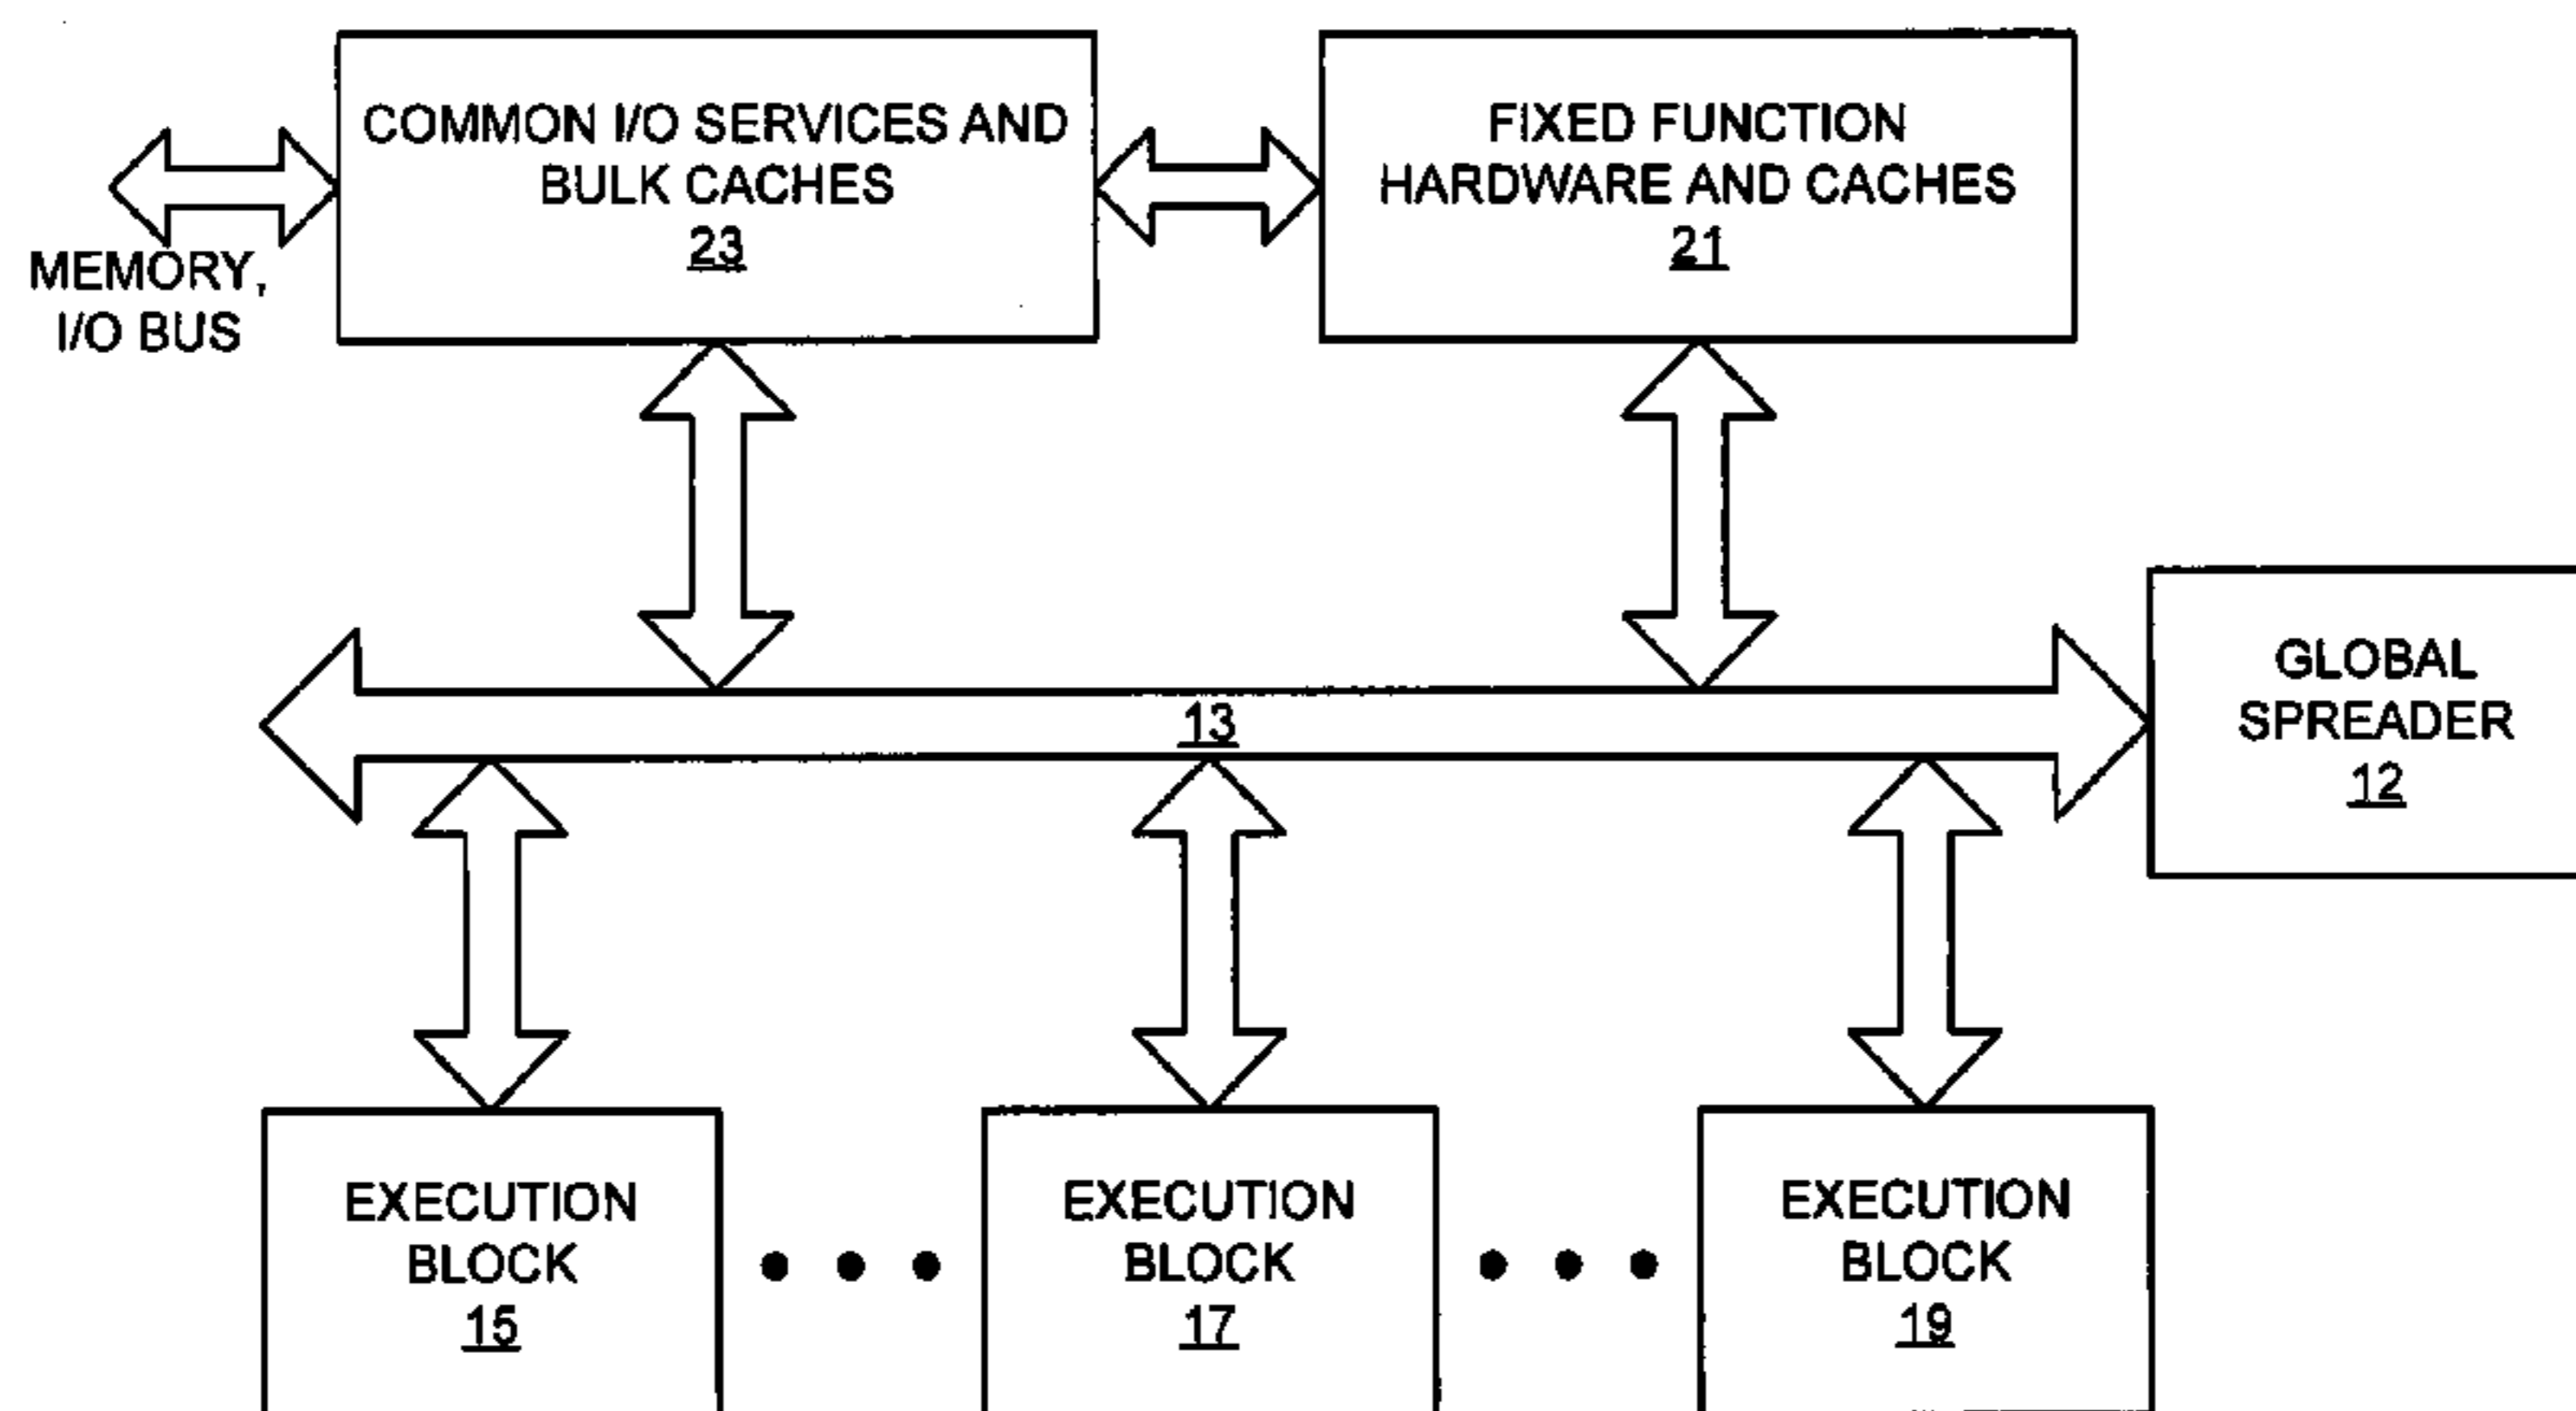 COMMON I/O SERVICES AND
BULK CACHES
23
FIXED FUNCTION
HARDWARE AND CACHES
21
MEMORY,
I/O BUS
13
GLOBAL
SPREADER
12
EXECUTION
BLOCK
15
EXECUTION
BLOCK
17
EXECUTION
BLOCK
19